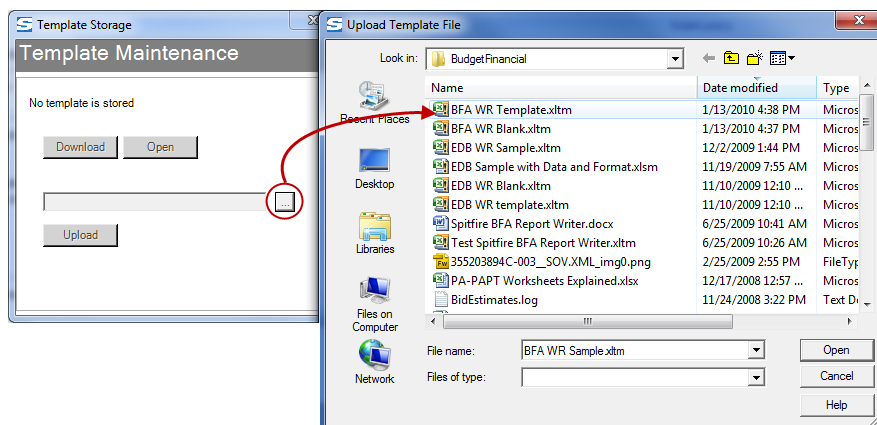 Template Storage
Template Maintenance
No template is stored
Download Open
...
Upload
Upload Template File
Look in: BudgetFinancial
Recent Places
Desktop
Libraries
Files on
Computer
Network
Name Date modified Type
BFA WR Template.xltm 1/13/2010 4:38 PM Micros
BFA WR Blank.xltm 1/13/2010 4:37 PM Micros
EDB WR Sample.xltm 12/2/2009 1:44 PM Micros
EDB Sample with Data and Format.xlsm 11/19/2009 7:55 AM Micros
EDB WR Blank.xltm 11/10/2009 12:10 ... Micros
EDB WR template.xltm 11/10/2009 12:10 ... Micros
Spitfire BFA Report Writer.docx 6/25/2009 10:41 AM Micros
Test Spitfire BFA Report Writer.xltm 6/25/2009 10:26 AM Micros
355203894C-003__SOV.XML_img0.png 2/25/2009 2:55 PM FileTyp
PA-PAPT Worksheets Explained.xlsx 12/17/2008 12:57 ... Micros
BidEstimates.log 11/24/2008 3:22 PM Text D
File name: BFA WR Sample.xltm Open
Files of type: Cancel
Help